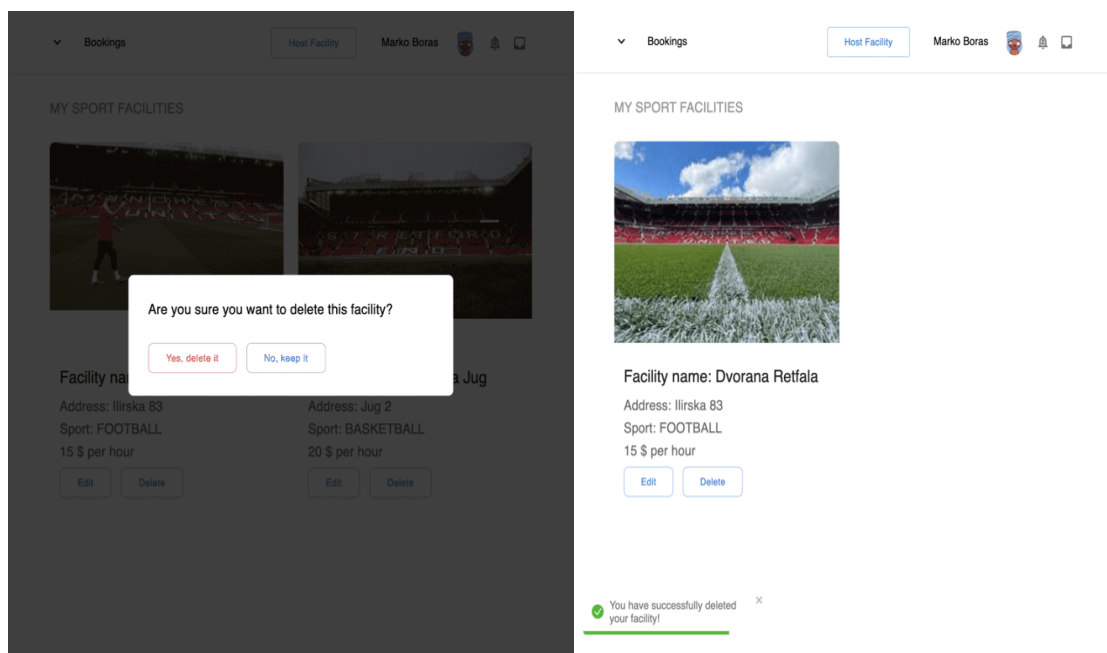 Bookings
Host Facility
Marko Boras
MY SPORT FACILITIES
UNITED
STRETFORD
END
Are you sure you want to delete this facility?
Yes, delete it
No, keep it
Facility na
a Jug
Address: Ilirska 83
Address: Jug 2
Sport: FOOTBALL
Sport: BASKETBALL
15 $ per hour
20 $ per hour
Edit
Delete
Edit
Delete
Bookings
Host Facility
Marko Boras
MY SPORT FACILITIES
Facility name: Dvorana Retfala
Address: Ilirska 83
Sport: FOOTBALL
15 $ per hour
Edit
Delete
You have successfully deleted
your facility!